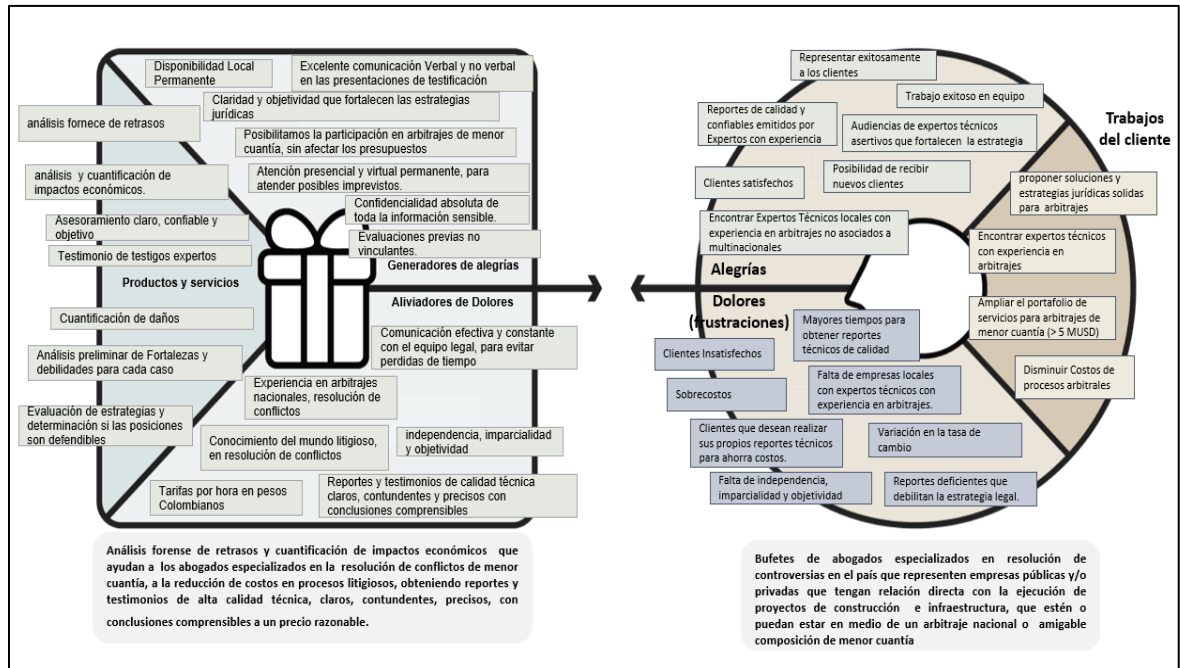 Disponibilidad Local
Permanente
Excelente comunicación Verbal y no verbal
en las presentaciones de testificación
Claridad y objetividad que fortalecen las estrategias
jurídicas
análisis fornece de retrasos
Posibilitamos la participación en arbitrajes de menor
cuantía, sin afectar los presupuestos
análisis  y cuantificación de
impactos económicos.
Atención presencial y virtual permanente, para
atender posibles imprevistos.
Confidencialidad absoluta de
toda la información sensible.
Asesoramiento claro, confiable y
objetivo
Evaluaciones previas no
vinculantes.
Testimonio de testigos expertos
Generadores de alegrías
Productos y servicios
Aliviadores de Dolores
Cuantificación de daños
Comunicación efectiva y constante
con el equipo legal, para evitar
perdidas de tiempo
Análisis preliminar de Fortalezas y
debilidades para cada caso
Experiencia en arbitrajes
nacionales, resolución de
conflictos
Evaluación de estrategias y
determinación si las posiciones
son defendibles
Conocimiento del mundo litigioso,
en resolución de conflictos
independencia, imparcialidad
y objetividad
Tarifas por hora en pesos
Colombianos
Reportes y testimonios de calidad técnica
claros, contundentes y precisos con
conclusiones comprensibles
Análisis forense de retrasos y cuantificación de impactos económicos que
ayudan a los abogados especializados en la resolución de conflictos de menor
cuantía, a la reducción de costos en procesos litigiosos, obteniendo reportes y
testimonios de alta calidad técnica, claros, contundentes, precisos, con
conclusiones comprensibles a un precio razonable.
Representar exitosamente
a los clientes
Trabajo exitoso en equipo
Reportes de calidad y
confiables emitidos por
Expertos con experiencia
Audiencias de expertos técnicos
asertivos que fortalecen la estrategia
Trabajos
del cliente
Clientes satisfechos
Posibilidad de recibir
nuevos clientes
proponer soluciones y
estrategias jurídicas solidas
para arbitrajes
Encontrar Expertos Técnicos locales con
experiencia en arbitrajes no asociados a
multinacionales
Encontrar expertos técnicos
con experiencia en
arbitrajes
Alegrías
Dolores
(frustraciones)
Ampliar el portafolio de
servicios para arbitrajes de
menor cuantía (> 5 MUSD)
Mayores tiempos para
obtener reportes
técnicos de calidad
Clientes Insatisfechos
Disminuir Costos de
procesos arbitrales
Falta de empresas locales
con expertos técnicos con
experiencia en arbitrajes.
Sobrecostos
Clientes que desean realizar
sus propios reportes técnicos
para ahorra costos.
Variación en la tasa de
cambio
Falta de independencia,
imparcialidad y objetividad
Reportes deficientes que
debilitan la estrategia legal.
Bufetes de abogados especializados en resolución de
controversias en el país que representen empresas públicas y/o
privadas que tengan relación directa con la ejecución de
proyectos de construcción e infraestructura, que estén o
puedan estar en medio de un arbitraje nacional o amigable
composición de menor cuantía